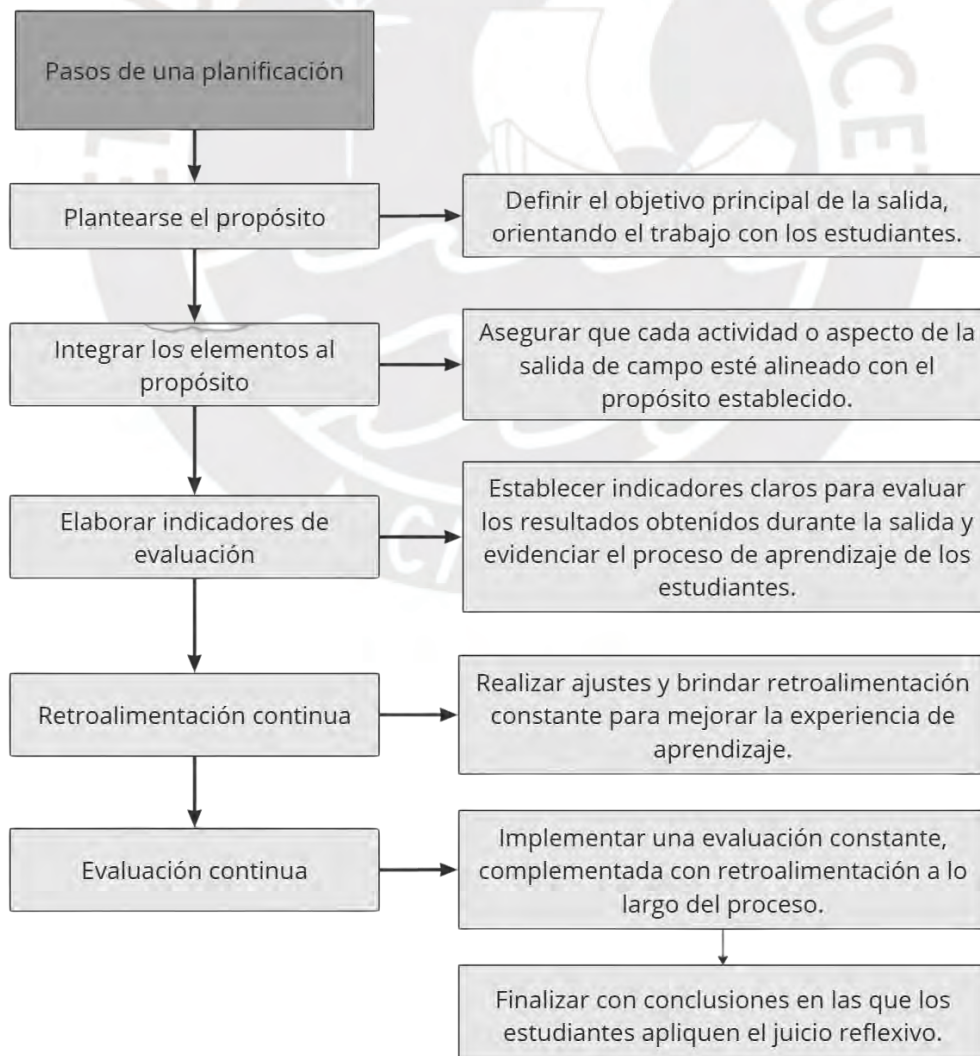 Pasos de una planificación
Plantearse el propósito
Definir el objetivo principal de la salida,
orientando el trabajo con los estudiantes.
Integrar los elementos al
propósito
Asegurar que cada actividad o aspecto de la
salida de campo esté alineado con el
propósito establecido.
Elaborar indicadores de
evaluación
Establecer indicadores claros para evaluar
los resultados obtenidos durante la salida y
evidenciar el proceso de aprendizaje de los
estudiantes.
Retroalimentación continua
Realizar ajustes y brindar retroalimentación
constante para mejorar la experiencia de
aprendizaje.
Evaluación continua
Implementar una evaluación constante,
complementada con retroalimentación a lo
largo del proceso.
Finalizar con conclusiones en las que los
estudiantes apliquen el juicio reflexivo.